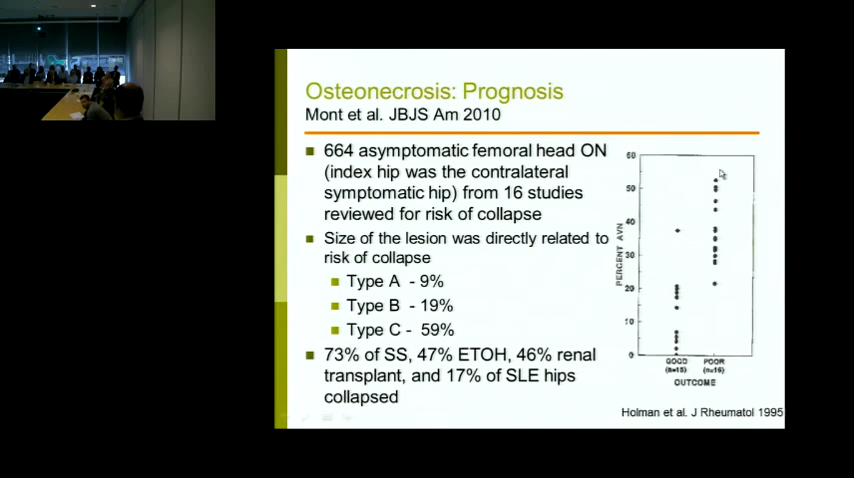 Osteonecrosis: Prognosis
Mont et al. JBJS Am 2010
664 asymptomatic femoral head ON
(index hip was the contralateral
symptomatic hip) from 16 studies
reviewed for risk of collapse
Size of the lesion was directly related to
risk of collapse
Type A - 9%
Type B - 19%
Type C - 59%
73% of SS, 47% ETOH, 46% renal
transplant, and 17% of SLE hips
collapsed
60
50
40
30
20
10
0
PERCENT AVN
GOOD POOR
(n=15) (n=16)
OUTCOME
Holman et al. J Rheumatol 1995